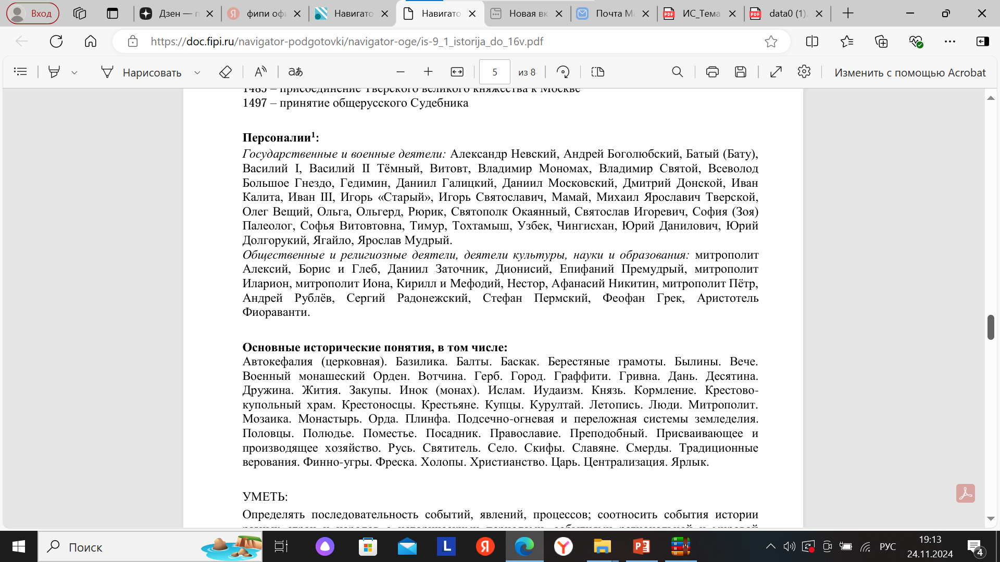 Вход
Дзен — п
фипи офи
Навигато
Навигато
Новая вк
Почта Ма
ИС_Тема
data0 (1).
https://doc.fipi.ru/navigator-podgotovki/navigator-oge/is-9_1_istorija_do_16v.pdf
Нарисовать
5 из 8
Изменить с помощью Acrobat
1485 – присоединение Тверского великого княжества к Москве
1497 – принятие общерусского Судебника
Персоналии¹:
Государственные и военные деятели: Александр Невский, Андрей Боголюбский, Батый (Бату),
Василий I, Василий II Тёмный, Витовт, Владимир Мономах, Владимир Святой, Всеволод
Большое Гнездо, Гедимин, Даниил Галицкий, Даниил Московский, Дмитрий Донской, Иван
Калита, Иван III, Игорь «Старый», Игорь Святославич, Мамай, Михаил Ярославич Тверской,
Олег Вещий, Ольга, Ольгерд, Рюрик, Святополк Окаянный, Святослав Игоревич, София (Зоя)
Палеолог, Софья Витовтовна, Тимур, Тохтамыш, Узбек, Чингисхан, Юрий Данилович, Юрий
Долгорукий, Ягайло, Ярослав Мудрый.
Общественные и религиозные деятели, деятели культуры, науки и образования: митрополит
Алексий, Борис и Глеб, Даниил Заточник, Дионисий, Епифаний Премудрый, митрополит
Иларион, митрополит Иона, Кирилл и Мефодий, Нестор, Афанасий Никитин, митрополит Пётр,
Андрей Рублёв, Сергий Радонежский, Стефан Пермский, Феофан Грек, Аристотель
Фиораванти.
Основные исторические понятия, в том числе:
Автокефалия (церковная). Базилика. Балты. Баскак. Берестяные грамоты. Былины. Вече.
Военный монашеский Орден. Вотчина. Герб. Город. Граффити. Гривна. Дань. Десятина.
Дружина. Жития. Закупы. Инок (монах). Ислам. Иудаизм. Князь. Кормление. Крестово-
купольный храм. Крестоносцы. Крестьяне. Купцы. Курултай. Летопись. Люди. Митрополит.
Мозаика. Монастырь. Орда. Плинфа. Подсечно-огневая и переложная системы земледелия.
Половцы. Полюдье. Поместье. Посадник. Православие. Преподобный. Присваивающее и
производящее хозяйство. Русь. Святитель. Село. Скифы. Славяне. Смерды. Традиционные
верования. Финно-угры. Фреска. Холопы. Христианство. Царь. Централизация. Ярлык.
УМЕТЬ:
Определять последовательность событий, явлений, процессов; соотносить события истории
Поиск
РУС
19:13
24.11.2024
4